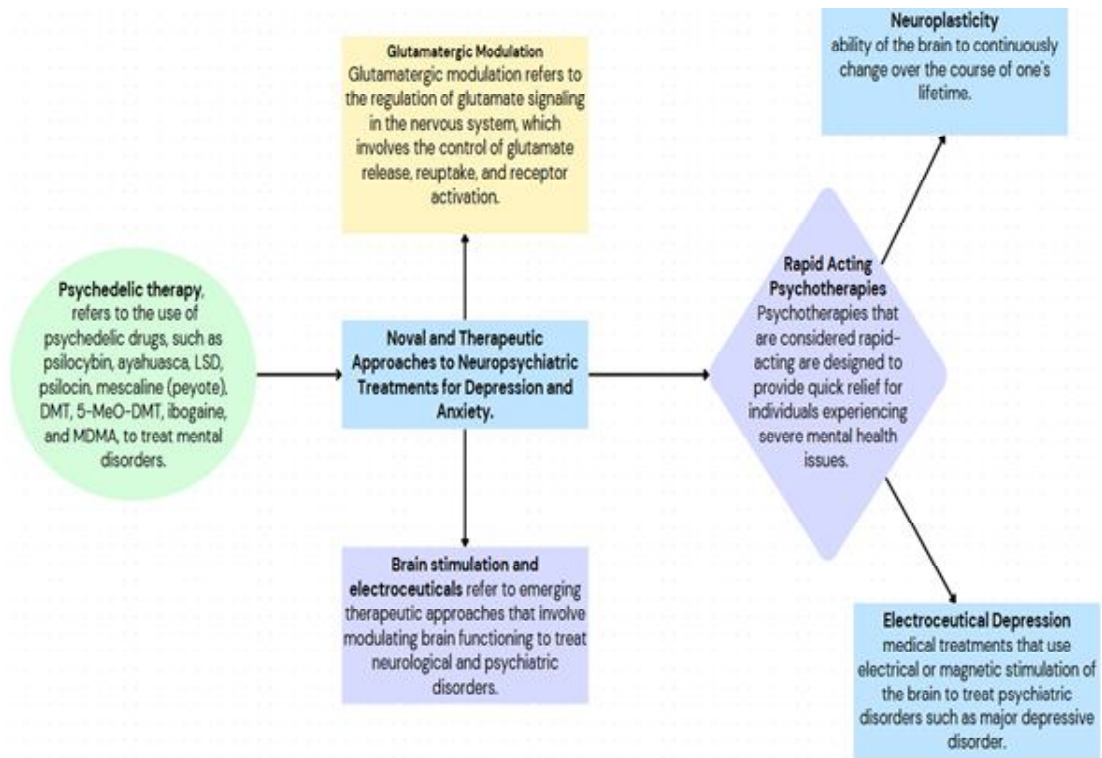 Psychedelic therapy,
refers to the use of
psychedelic drugs, such as
psilocybin, ayahuasca, LSD,
psilocin, mescaline (peyote),
DMT, 5-MeO-DMT, ibogaine,
and MDMA, to treat mental
disorders.
Glutamatergic Modulation
Glutamatergic modulation refers to
the regulation of glutamate signaling
in the nervous system, which
involves the control of glutamate
release, reuptake, and receptor
activation.
Noval and Therapeutic
Approaches to Neuropsychiatric
Treatments for Depression and
Anxiety.
Brain stimulation and
electroceuticals refer to emerging
therapeutic approaches that involve
modulating brain functioning to treat
neurological and psychiatric
disorders.
Rapid Acting
Psychotherapies
Psychotherapies that
are considered rapid-
acting are designed to
provide quick relief for
individuals experiencing
severe mental health
issues.
Neuroplasticity
ability of the brain to continuously
change over the course of one's
lifetime.
Electroceutical Depression
medical treatments that use
electrical or magnetic stimulation of
the brain to treat psychiatric
disorders such as major depressive
disorder.